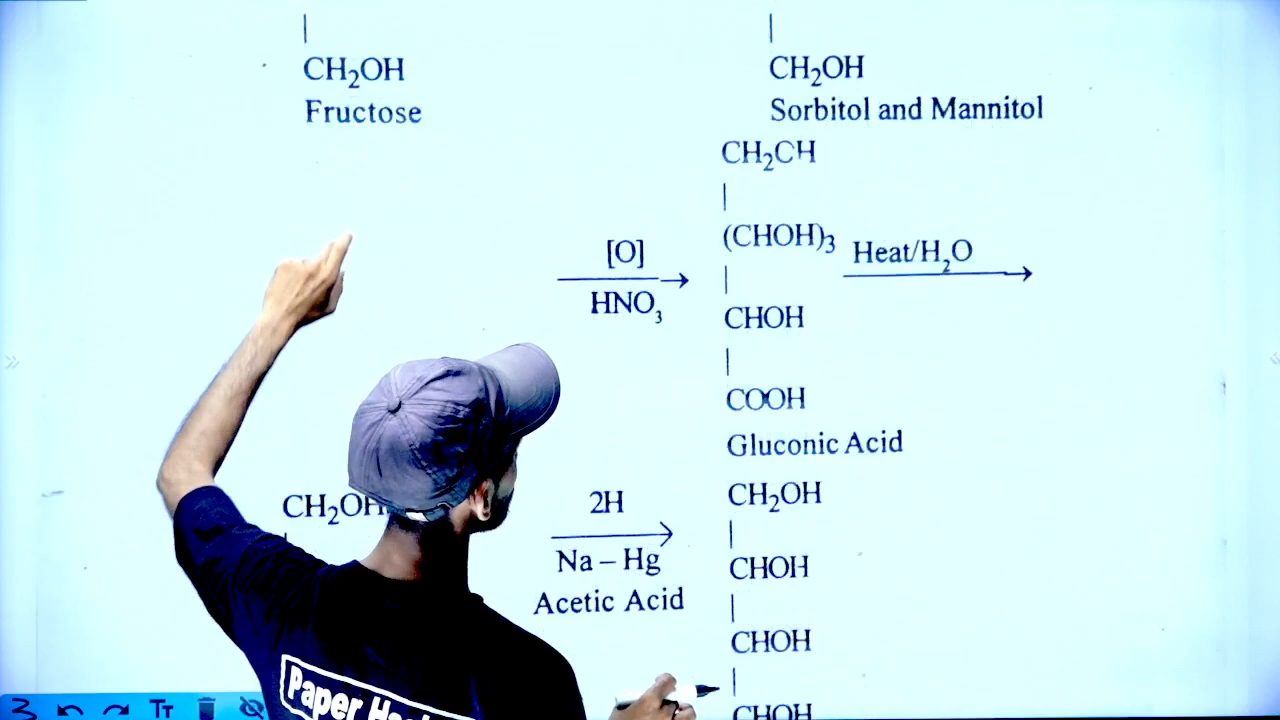 |
CH₂OH
Fructose
|
CH₂OH
Sorbitol and Mannitol
[O]
HNO₃
CH₂CH
|
(CHOH)₃
|
CHOH
|
COOH
Gluconic Acid
Heat/H₂O
CH₂OH
2H
Na – Hg
Acetic Acid
CH₂OH
|
CHOH
|
CHOH
|
CHOH
Paper
Tт